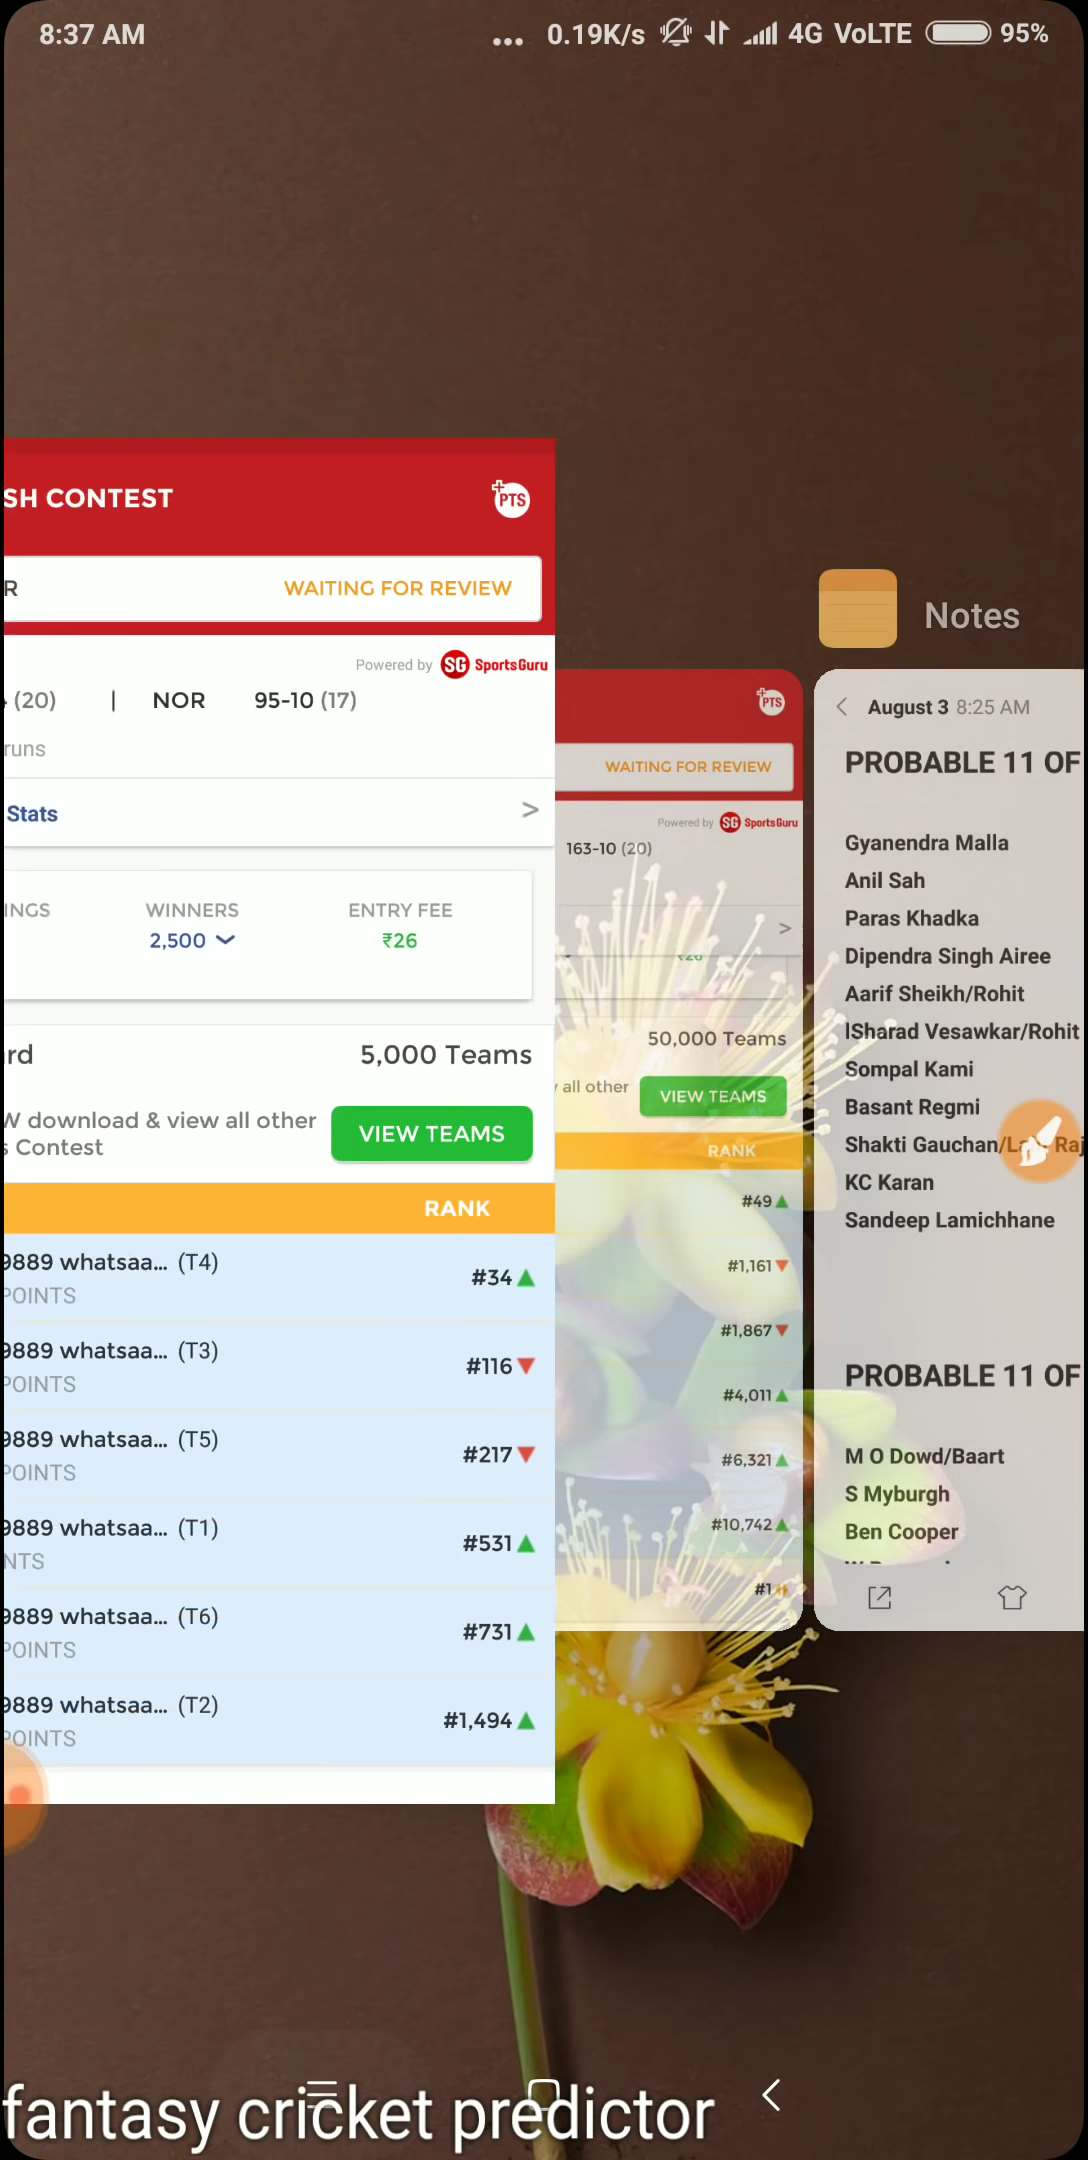 8:37 AM
... 0.19K/s 4G VoLTE 95%
SH CONTEST
PTS
R
WAITING FOR REVIEW
Powered by SG SportsGuru
(20) | NOR 95-10 (17)
runs
Stats >
INGS WINNERS ENTRY FEE
2,500 ₹26
rd 5,000 Teams
W download & view all other
s Contest
VIEW TEAMS
RANK
9889 whatsaa... (T4)
POINTS
#34
9889 whatsaa... (T3)
POINTS
#116
9889 whatsaa... (T5)
POINTS
#217
9889 whatsaa... (T1)
NTS
#531
9889 whatsaa... (T6)
POINTS
#731
9889 whatsaa... (T2)
POINTS
#1,494
PTS
WAITING FOR REVIEW
Powered by SG SportsGuru
163-10 (20)
>
50,000 Teams
all other
VIEW TEAMS
RANK
#49
#1,161
#1,867
#4,011
#6,321
#10,742
#1
Notes
August 3 8:25 AM
PROBABLE 11 OF
Gyanendra Malla
Anil Sah
Paras Khadka
Dipendra Singh Airee
Aarif Sheikh/Rohit
lSharad Vesawkar/Rohit
Sompal Kami
Basant Regmi
Shakti Gauchan/
KC Karan
Sandeep Lamichhane
PROBABLE 11 OF
M O Dowd/Baart
S Myburgh
Ben Cooper
fantasy cricket predictor